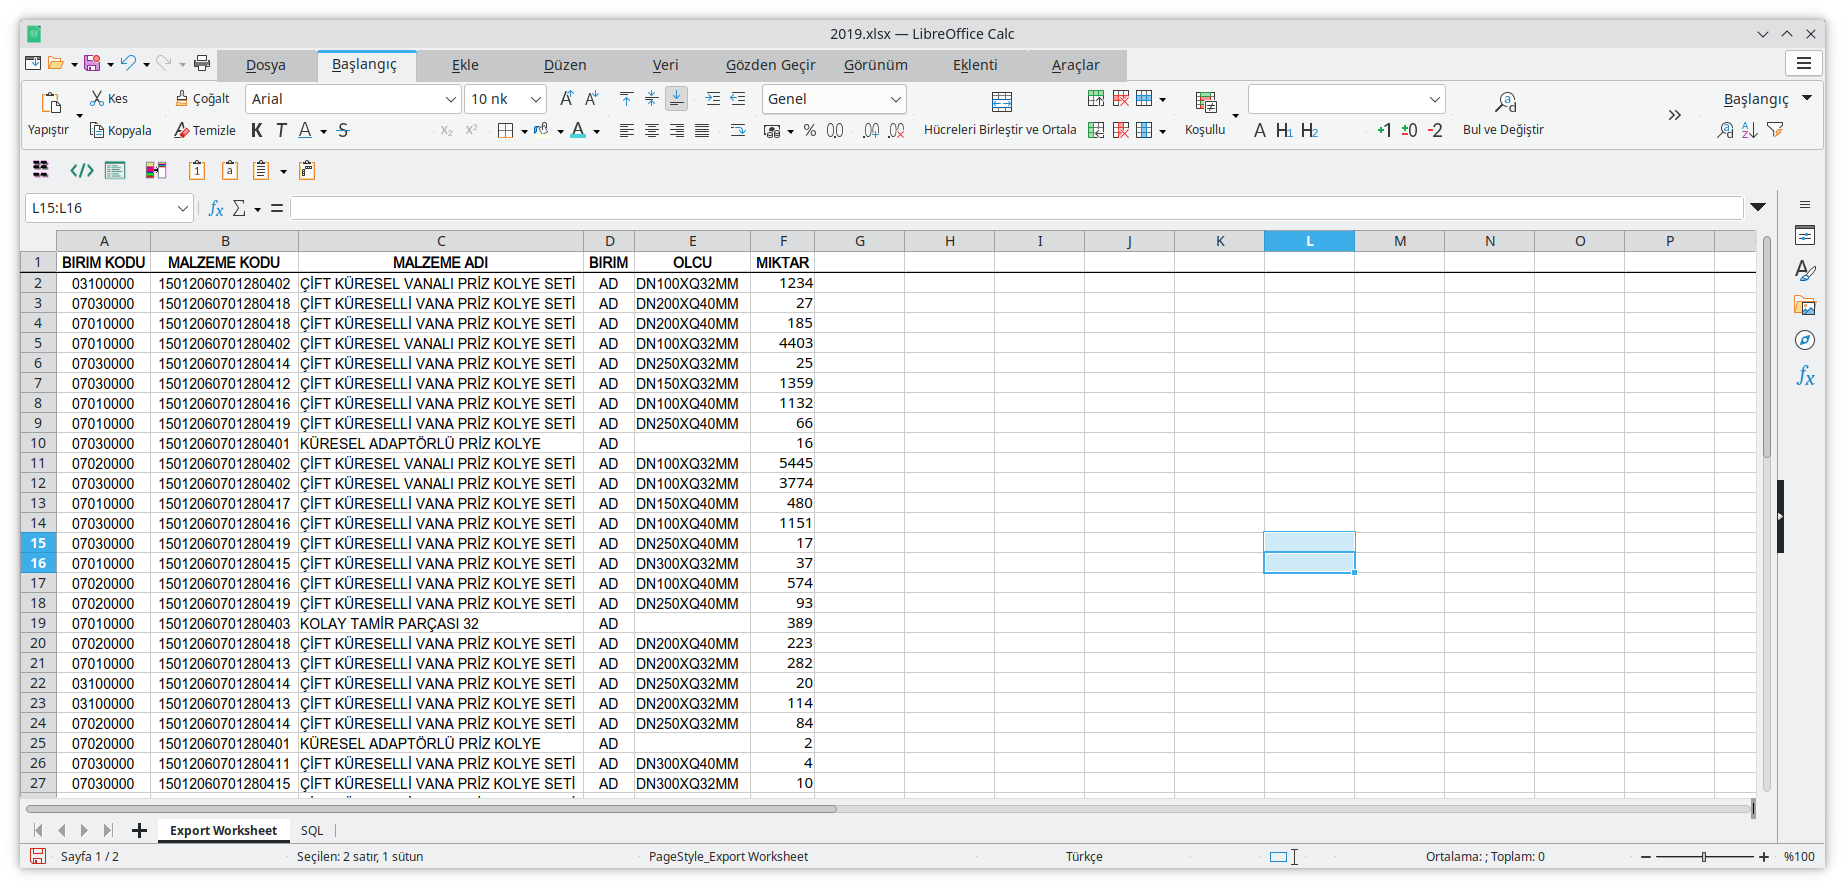 2019.xlsx — LibreOffice Calc
Dosya Başlangıç Ekle Düzen Veri Gözden Geçir Görünüm Eklenti Araçlar
Yapıştır Kes Çoğalt Arial 10 nk Genel
Kopyala Temizle Hücreleri Birleştir ve Ortala Koşullu Bul ve Değiştir Başlangıç
L15:L16
A B C D E F G H I J K L M N O P
1 BIRIM KODU MALZEME KODU MALZEME ADI BIRIM OLCU MIKTAR
2 03100000 15012060701280402 ÇİFT KÜRESEL VANALI PRİZ KOLYE SETİ AD DN100XQ32MM 1234
3 07030000 15012060701280418 ÇİFT KÜRESELLİ VANA PRİZ KOLYE SETİ AD DN200XQ40MM 27
4 07010000 15012060701280418 ÇİFT KÜRESELLİ VANA PRİZ KOLYE SETİ AD DN200XQ40MM 185
5 07010000 15012060701280402 ÇİFT KÜRESEL VANALI PRİZ KOLYE SETİ AD DN100XQ32MM 4403
6 07030000 15012060701280414 ÇİFT KÜRESELLİ VANA PRİZ KOLYE SETİ AD DN250XQ32MM 25
7 07030000 15012060701280412 ÇİFT KÜRESELLİ VANA PRİZ KOLYE SETİ AD DN150XQ32MM 1359
8 07010000 15012060701280416 ÇİFT KÜRESELLİ VANA PRİZ KOLYE SETİ AD DN100XQ40MM 1132
9 07010000 15012060701280419 ÇİFT KÜRESELLİ VANA PRİZ KOLYE SETİ AD DN250XQ40MM 66
10 07030000 15012060701280401 KÜRESEL ADAPTÖRLÜ PRİZ KOLYE AD 16
11 07020000 15012060701280402 ÇİFT KÜRESEL VANALI PRİZ KOLYE SETİ AD DN100XQ32MM 5445
12 07030000 15012060701280402 ÇİFT KÜRESEL VANALI PRİZ KOLYE SETİ AD DN100XQ32MM 3774
13 07010000 15012060701280417 ÇİFT KÜRESELLİ VANA PRİZ KOLYE SETİ AD DN150XQ40MM 480
14 07030000 15012060701280416 ÇİFT KÜRESELLİ VANA PRİZ KOLYE SETİ AD DN100XQ40MM 1151
15 07030000 15012060701280419 ÇİFT KÜRESELLİ VANA PRİZ KOLYE SETİ AD DN250XQ40MM 17
16 07010000 15012060701280415 ÇİFT KÜRESELLİ VANA PRİZ KOLYE SETİ AD DN300XQ32MM 37
17 07020000 15012060701280416 ÇİFT KÜRESELLİ VANA PRİZ KOLYE SETİ AD DN100XQ40MM 574
18 07020000 15012060701280419 ÇİFT KÜRESELLİ VANA PRİZ KOLYE SETİ AD DN250XQ40MM 93
19 07010000 15012060701280403 KOLAY TAMİR PARÇASI 32 AD 389
20 07020000 15012060701280418 ÇİFT KÜRESELLİ VANA PRİZ KOLYE SETİ AD DN200XQ40MM 223
21 07010000 15012060701280413 ÇİFT KÜRESELLİ VANA PRİZ KOLYE SETİ AD DN200XQ32MM 282
22 03100000 15012060701280414 ÇİFT KÜRESELLİ VANA PRİZ KOLYE SETİ AD DN250XQ32MM 20
23 03100000 15012060701280413 ÇİFT KÜRESELLİ VANA PRİZ KOLYE SETİ AD DN200XQ32MM 114
24 07020000 15012060701280414 ÇİFT KÜRESELLİ VANA PRİZ KOLYE SETİ AD DN250XQ32MM 84
25 07020000 15012060701280401 KÜRESEL ADAPTÖRLÜ PRİZ KOLYE AD 2
26 07030000 15012060701280411 ÇİFT KÜRESELLİ VANA PRİZ KOLYE SETİ AD DN300XQ40MM 4
27 07030000 15012060701280415 ÇİFT KÜRESELLİ VANA PRİZ KOLYE SETİ AD DN300XQ32MM 10
Export Worksheet SQL
Sayfa 1 / 2 Seçilen: 2 satır, 1 sütun PageStyle_Export Worksheet Türkçe Ortalama: ; Toplam: 0 %100